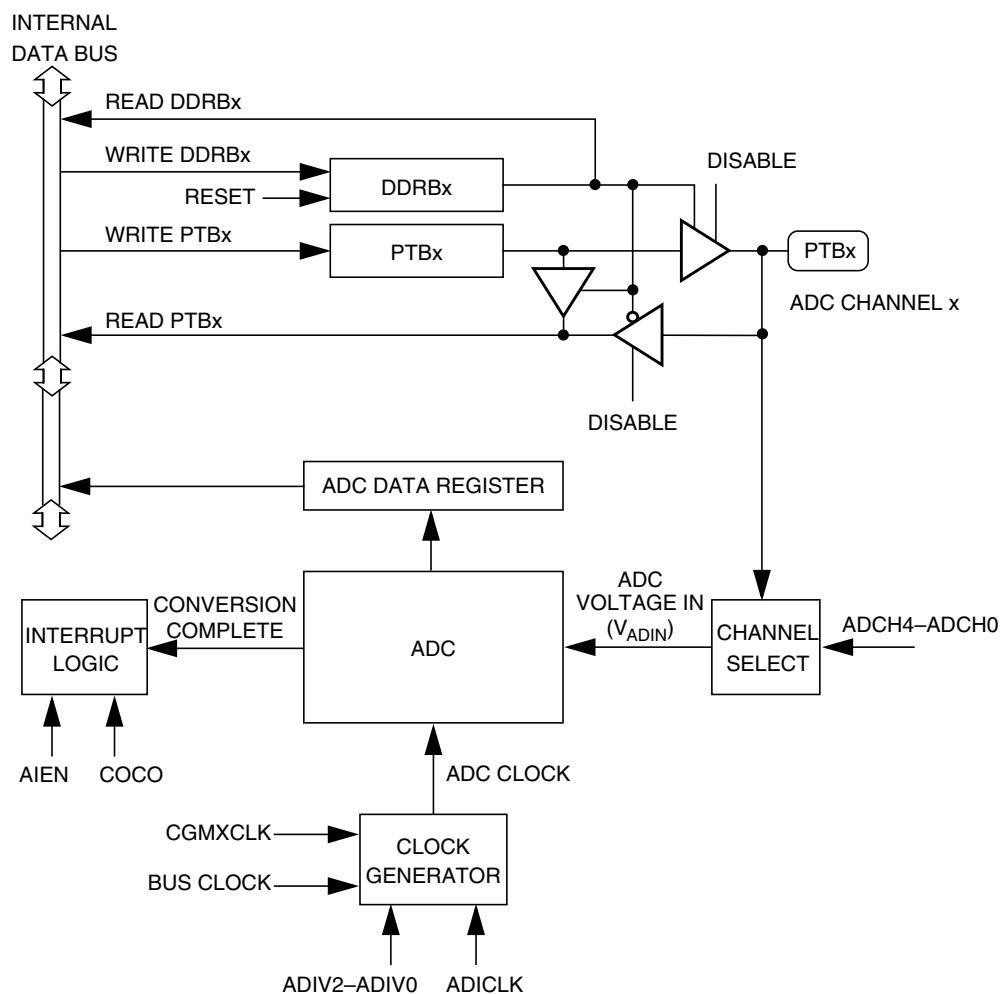 INTERNAL
DATA BUS
READ DDRBx
WRITE DDRBx
DISABLE
DDRBx
RESET
WRITE PTBx
PTBx
PTBx
ADC CHANNEL x
READ PTBx
DISABLE
ADC DATA REGISTER
INTERRUPT
LOGIC
CONVERSION
COMPLETE
ADC
ADC
VOLTAGE IN
(VADIN)
CHANNEL
SELECT
ADCH4–ADCH0
AIEN
COCO
ADC CLOCK
CGMXCLK
BUS CLOCK
CLOCK
GENERATOR
ADIV2–ADIV0
ADICLK